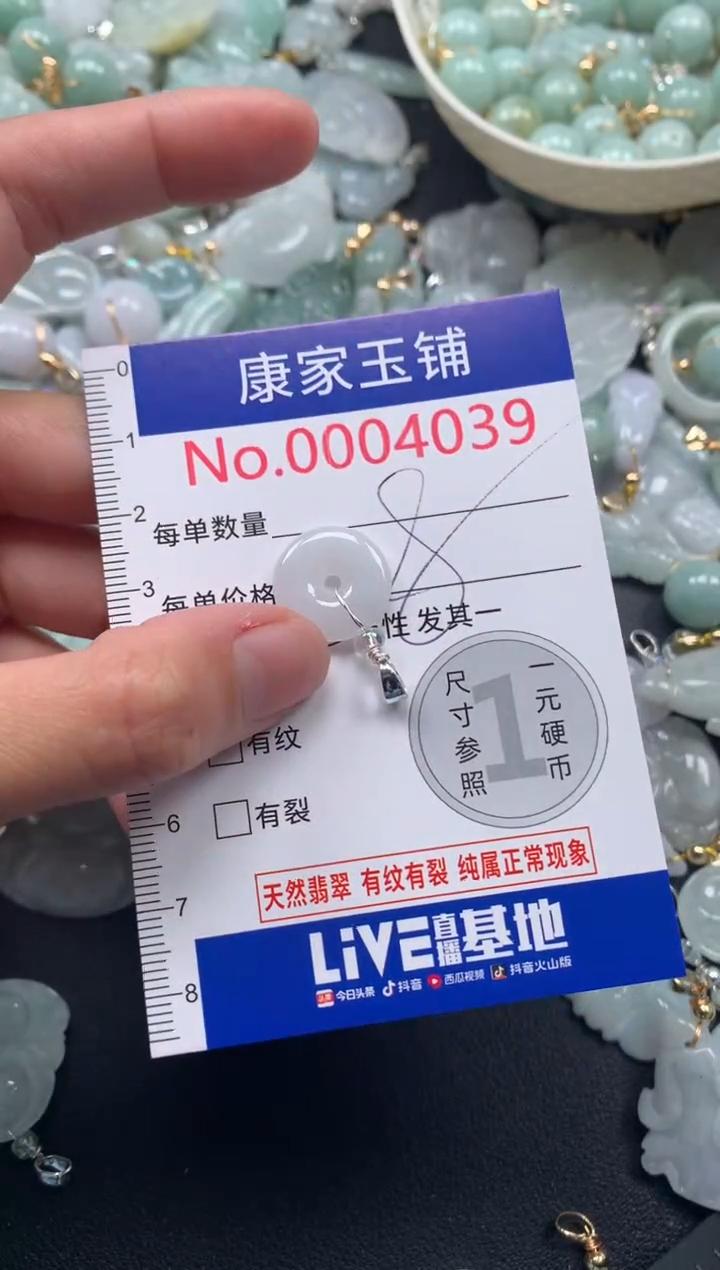 0
康家玉铺
1
No.0004039
2
每单数量
8
3
每单价格
性 发其一
尺寸参照
1
一元硬币
有纹
6
有裂
天然翡翠 有纹有裂 纯属正常现象
7
LiVE直播基地
8
头条 今日头条 抖音 西瓜视频 抖音火山版